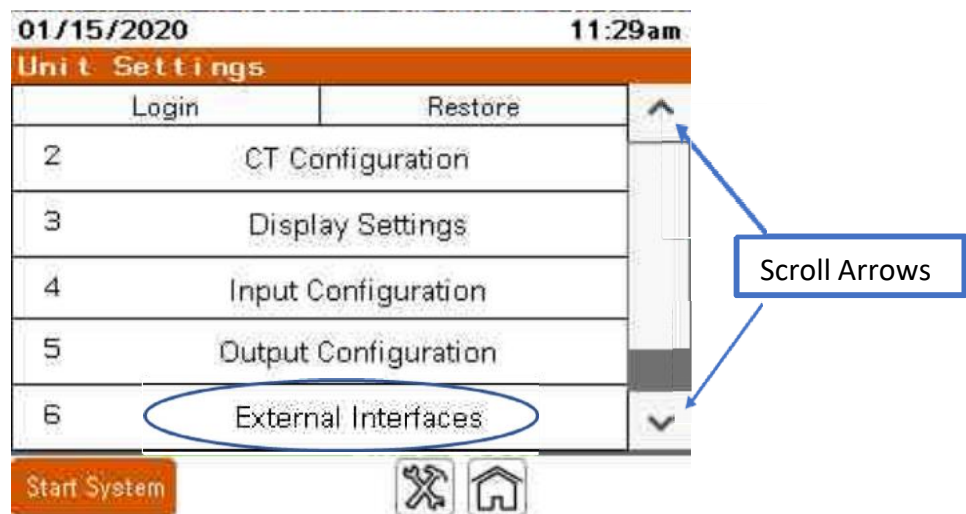 01/15/2020 11:29am
Unit Settings
Login Restore
2 CT Configuration
3 Display Settings
4 Input Configuration
5 Output Configuration
6 External Interfaces
Scroll Arrows
Start System